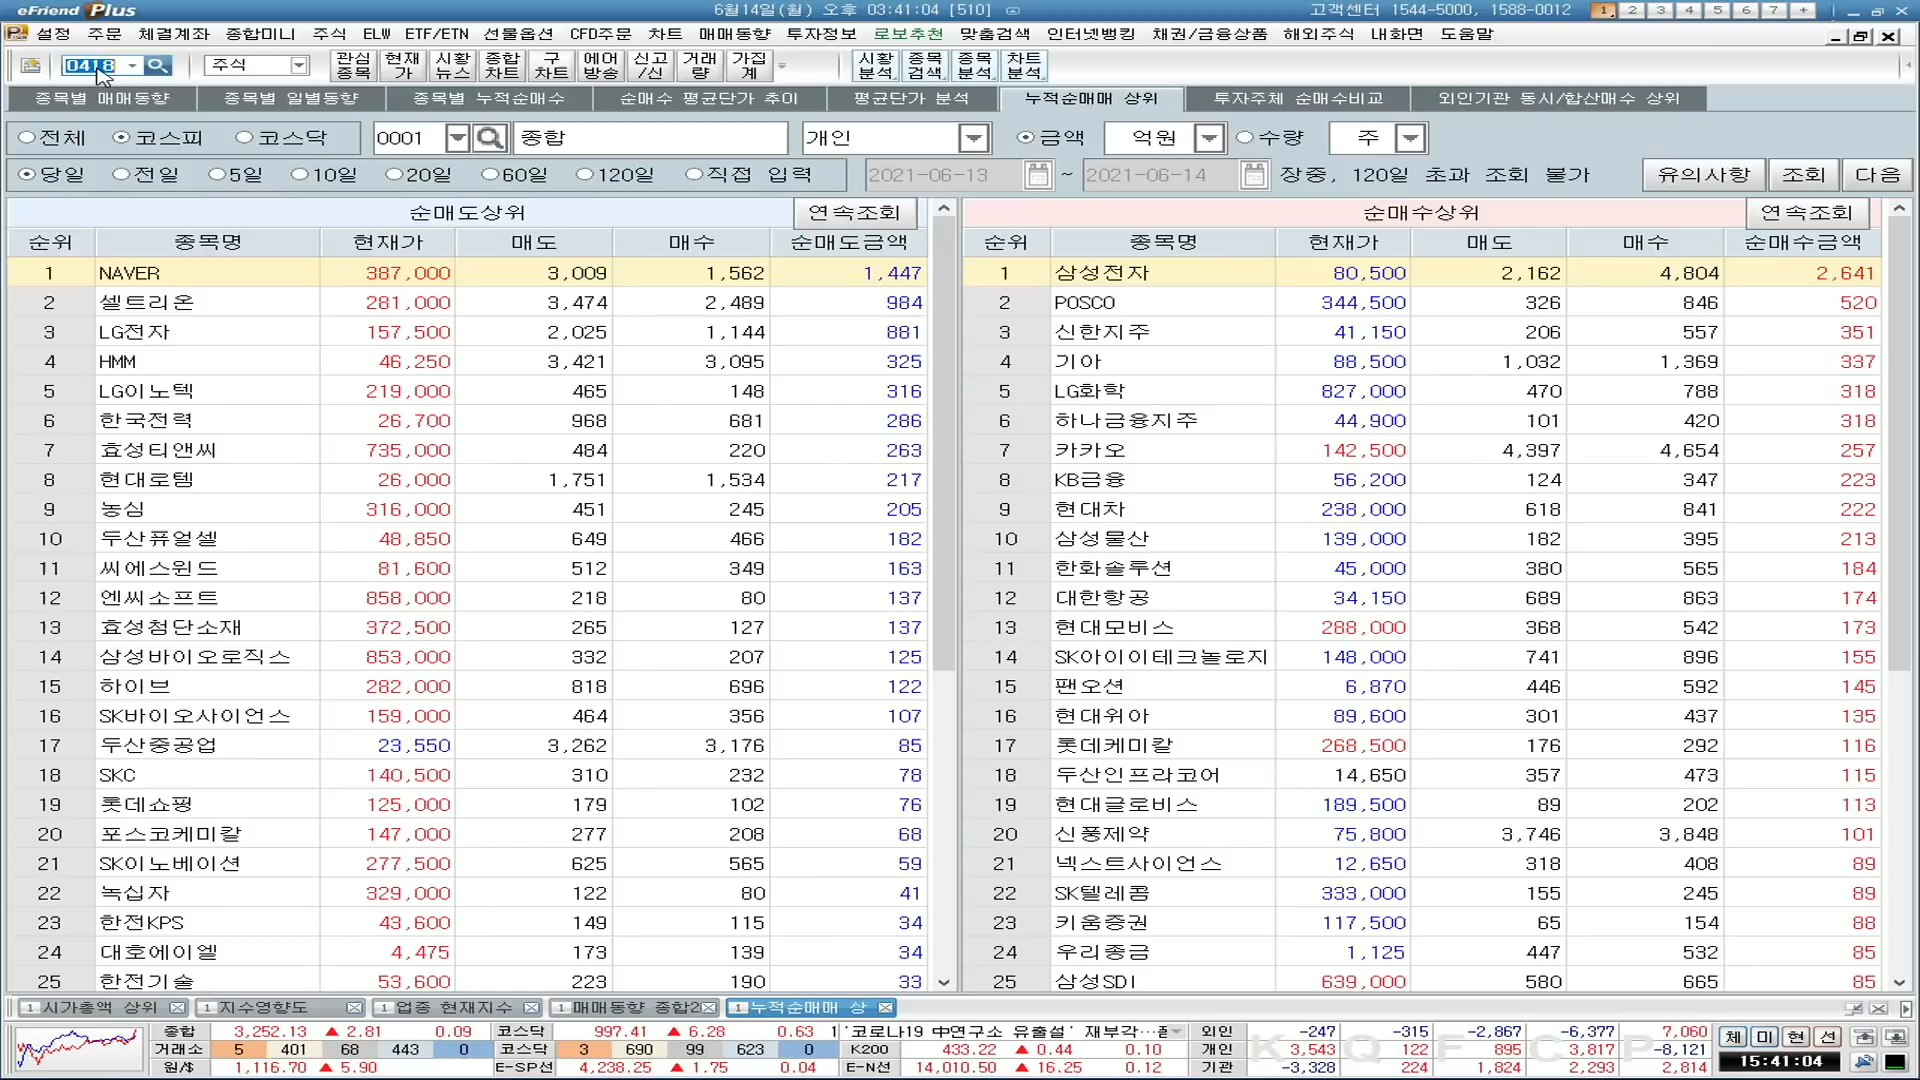 eFriend Plus 6월14일(월) 오후 03:41:04 [510] 고객센터 1544-5000, 1588-0012 1 2 3 4 5 6 7 +
설정 주문 체결계좌 종합미니 주식 ELW ETF/ETN 선물옵션 CFD주문 차트 매매동향 투자정보 로보추천 맞춤검색 인터넷뱅킹 채권/금융상품 해외주식 내화면 도움말
0418 주식 관심종목 현재가 시황뉴스 종합차트 구차트 에어방송 신고/신 거래량 가집계 시황분석 종목검색 종목분석 차트분석
종목별 매매동향 종목별 일별동향 종목별 누적순매수 순매수 평균단가 추이 평균단가 분석 누적순매매 상위 투자주체 순매수비교 외인기관 동시/합산매수 상위
전체 코스피 코스닥 0001 종합 개인 금액 억원 수량 주
당일 전일 5일 10일 20일 60일 120일 직접 입력 2021-06-13 ~ 2021-06-14 장중, 120일 초과 조회 불가 유의사항 조회 다음
순매도상위 연속조회
순위 종목명 현재가 매도 매수 순매도금액
1 NAVER 387,000 3,009 1,562 1,447
2 셀트리온 281,000 3,474 2,489 984
3 LG전자 157,500 2,025 1,144 881
4 HMM 46,250 3,421 3,095 325
5 LG이노텍 219,000 465 148 316
6 한국전력 26,700 968 681 286
7 효성티앤씨 735,000 484 220 263
8 현대로템 26,000 1,751 1,534 217
9 농심 316,000 451 245 205
10 두산퓨얼셀 48,850 649 466 182
11 씨에스윈드 81,600 512 349 163
12 엔씨소프트 858,000 218 80 137
13 효성첨단소재 372,500 265 127 137
14 삼성바이오로직스 853,000 332 207 125
15 하이브 282,000 818 696 122
16 SK바이오사이언스 159,000 464 356 107
17 두산중공업 23,550 3,262 3,176 85
18 SKC 140,500 310 232 78
19 롯데쇼핑 125,000 179 102 76
20 포스코케미칼 147,000 277 208 68
21 SK이노베이션 277,500 625 565 59
22 녹십자 329,000 122 80 41
23 한전KPS 43,600 149 115 34
24 대호에이엘 4,475 173 139 34
25 한전기술 53,600 223 190 33
순매수상위 연속조회
순위 종목명 현재가 매도 매수 순매수금액
1 삼성전자 80,500 2,162 4,804 2,641
2 POSCO 344,500 326 846 520
3 신한지주 41,150 206 557 351
4 기아 88,500 1,032 1,369 337
5 LG화학 827,000 470 788 318
6 하나금융지주 44,900 101 420 318
7 카카오 142,500 4,397 4,654 257
8 KB금융 56,200 124 347 223
9 현대차 238,000 618 841 222
10 삼성물산 139,000 182 395 213
11 한화솔루션 45,000 380 565 184
12 대한항공 34,150 689 863 174
13 현대모비스 288,000 368 542 173
14 SK아이이테크놀로지 148,000 741 896 155
15 팬오션 6,870 446 592 145
16 현대위아 89,600 301 437 135
17 롯데케미칼 268,500 176 292 116
18 두산인프라코어 14,650 357 473 115
19 현대글로비스 189,500 89 202 113
20 신풍제약 75,800 3,746 3,848 101
21 넥스트사이언스 12,650 318 408 89
22 SK텔레콤 333,000 155 245 89
23 키움증권 117,500 65 154 88
24 우리종금 1,125 447 532 85
25 삼성SDI 639,000 580 665 85
1 시가총액 상위 1 지수영향도 1 업종 현재지수 1 매매동향 종합2 1 누적순매매 상
종합 3,252.13 ▲ 2.81 0.09 코스닥 997.41 ▲ 6.28 0.63 1 '코로나19 中연구소 유출설' 재부각… 외인 -247 -315 -2,867 -6,377 7,060 체 미 현 선
거래소 5 401 68 443 0 코스닥 3 690 99 623 0 K200 433.22 ▲ 0.44 0.10 개인 3,543 122 895 3,817 -8,121
원/$ 1,116.70 ▲ 5.90 E-SP선 4,238.25 ▲ 1.75 0.04 E-N선 14,010.50 ▲ 16.25 0.12 기관 -3,328 224 1,824 2,293 2,814 15:41:04
K Q F C P